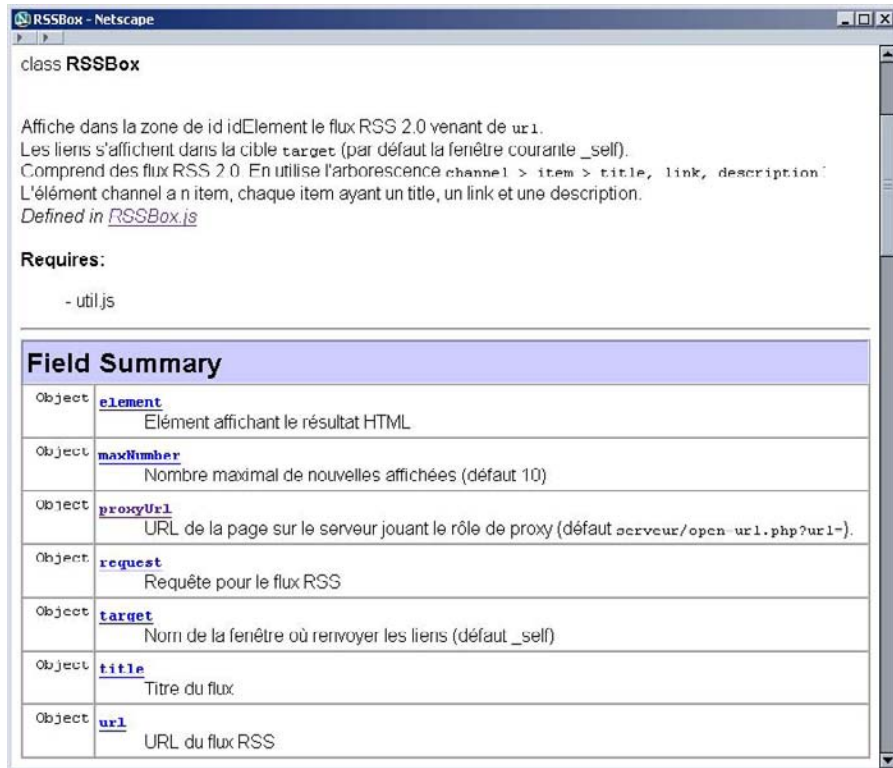 RSSBox - Netscape
class RSSBox
Affiche dans la zone de id idElement le flux RSS 2.0 venant de url.
Les liens s'affichent dans la cible target (par défaut la fenêtre courante _self).
Comprend des flux RSS 2.0. En utilise l'arborescence channel > item > title, link, description
L'élément channel a n item, chaque item ayant un title, un link et une description.
Defined in RSSBox.js
Requires:
- util.js
Field Summary
Object element
Elément affichant le résultat HTML
Object maxNumber
Nombre maximal de nouvelles affichées (défaut 10)
Object proxyUrl
URL de la page sur le serveur jouant le rôle de proxy (défaut serveur/open-url.php?url=).
Object request
Requête pour le flux RSS
Object target
Nom de la fenêtre où renvoyer les liens (défaut _self)
Object title
Titre du flux
Object url
URL du flux RSS